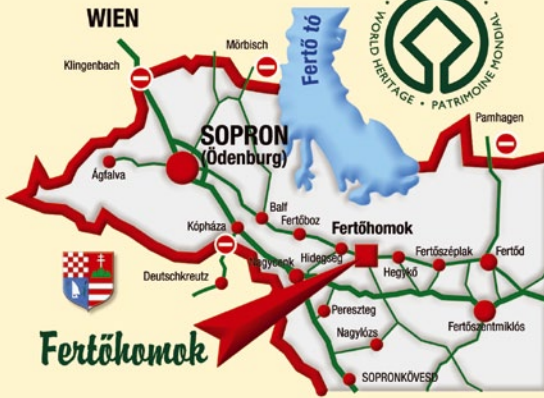 WIEN
Mörbisch
Klingenbach
Fertő tó
WORLD HERITAGE • PATRIMOINE MONDIAL •
Pamhagen
SOPRON
(Ödenburg)
Ágfalva
Balf
Kópháza
Fertőboz
Fertőhomok
Nagycenk
Hidegség
Hegykő
Fertőszéplak
Fertőd
Deutschkreutz
Pereszteg
Fertőszentmiklós
Nagylózs
Fertőhomok
SOPRONKÖVESD